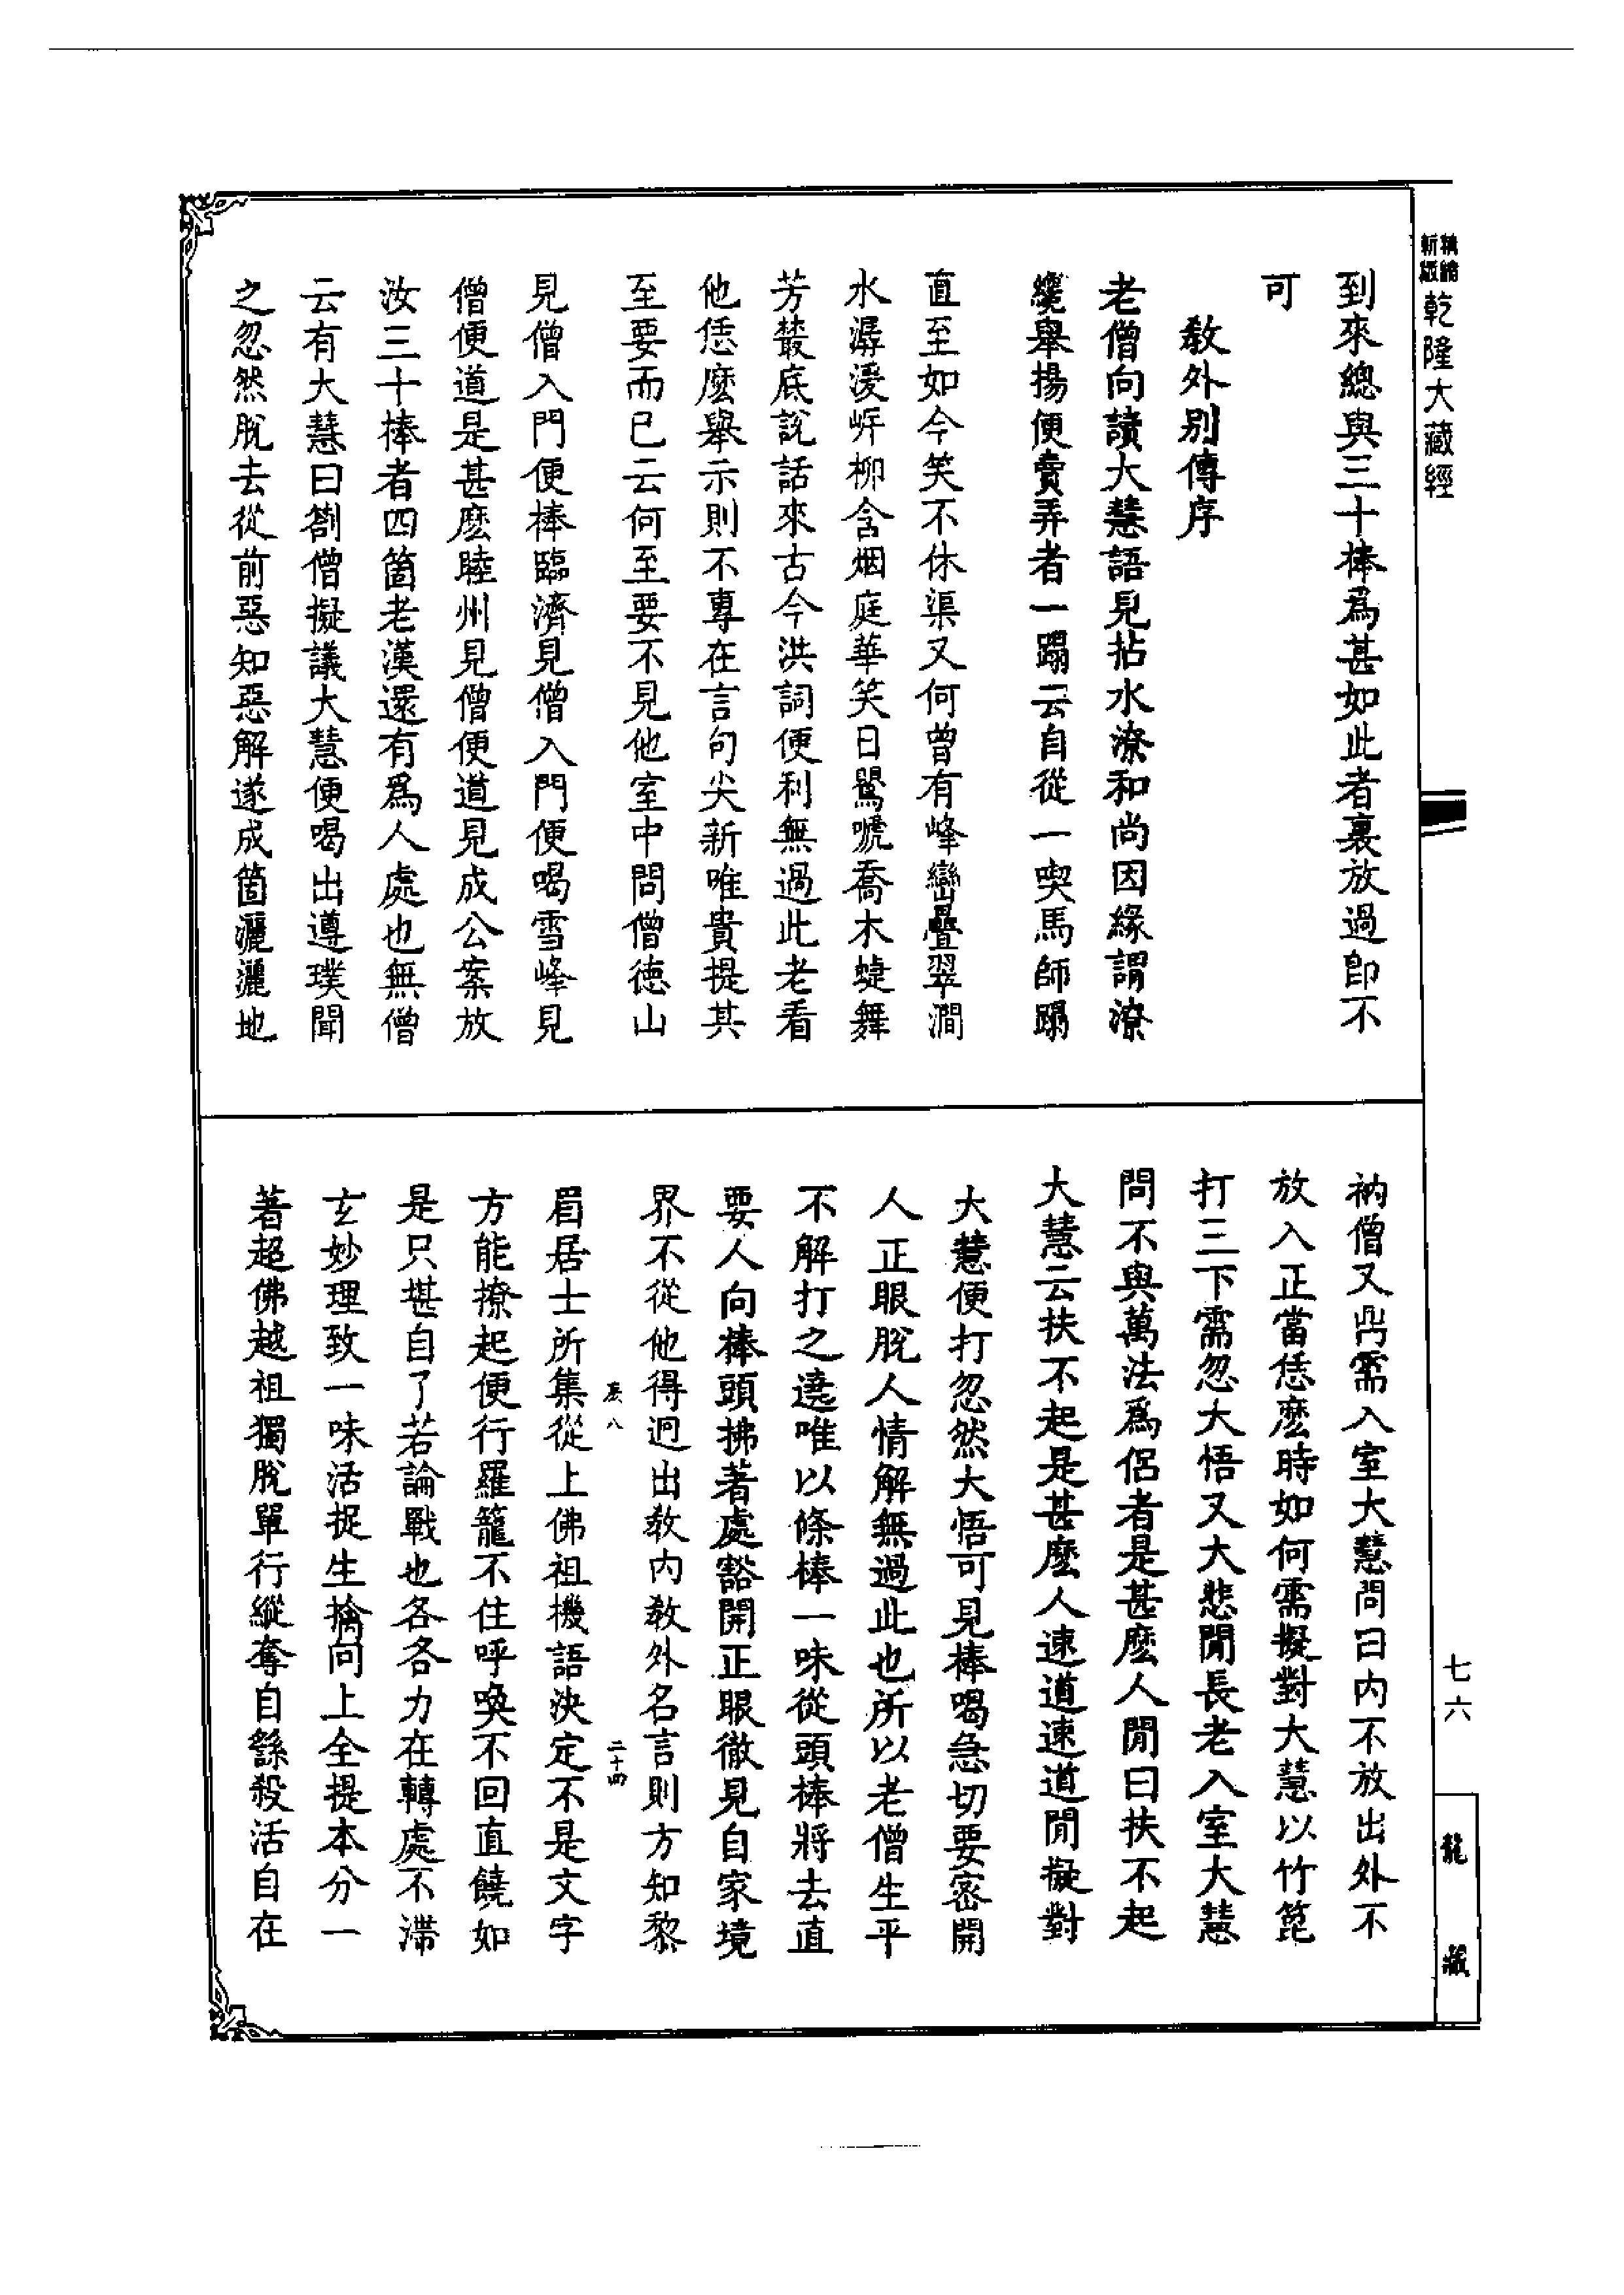 新版
精縮
乾隆大藏經
到來總與三十棒爲甚如此者裏放過即不
可
教外別傳序
老僧向讀大慧語見拈水潦和尚因緣謂潦
纔舉揚便賣弄者一蹋云自從一喫馬師蹋
直至如今笑不休渠又何曾有峰巒疊翠澗
水潺湲㟁柳含烟庭華笑日鸎嗁喬木蜨舞
芳藂底說話來古今洪詞便利無過此老看
他恁麼舉示則不專在言句尖新唯貴提其
至要而已云何至要不見他室中問僧德山
見僧入門便棒臨濟見僧入門便喝雪峰見
僧便道是甚麼睦州見僧便道見成公案放
汝三十棒者四箇老漢還有爲人處也無僧
云有大慧曰劄僧擬議大慧便喝出遵璞聞
之忽然脫去從前惡知惡解遂成箇灑灑地
衲僧又鼎需入室大慧問曰内不放出外不
放入正當恁麼時如何需擬對大慧以竹篦
打三下需忽大悟又大悲閒長老入室大慧
問不與萬法爲侶者是甚麼人閒曰扶不起
大慧云扶不起是甚麼人速道速道閒擬對
大慧便打忽然大悟可見棒喝急切要密開
人正眼脫人情解無過此也所以老僧生平
不解打之遶唯以條棒一味從頭棒將去直
要人向棒頭拂著處豁開正眼徹見自家境
界不從他得迥出教内教外名言則方知黎
眉居士所集從上佛祖機語決定不是文字
方能撩起便行羅籠不住呼喚不回直饒如
是只堪自了若論戰也各各力在轉處不滯
玄妙理致一味活捉生擒向上全提本分一
著超佛越祖獨脫單行縱奪自繇殺活自在
八
二十四
七六
龍
藏